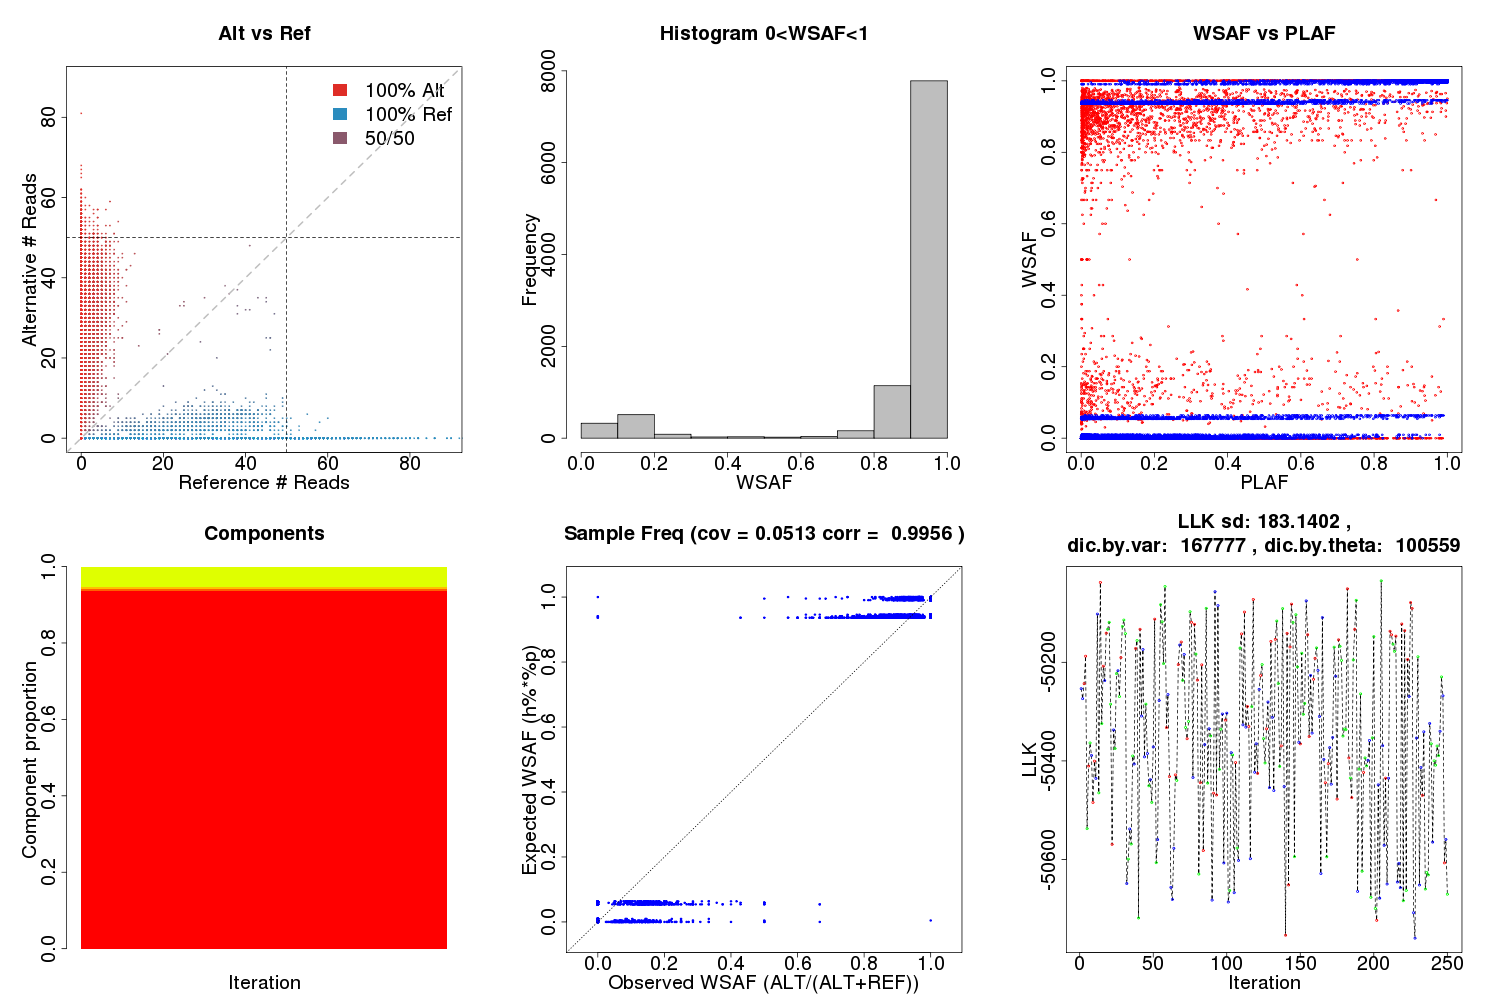 Alt vs Ref
100% Alt
100% Ref
50/50
Alternative # Reads
0 20 40 60 80
0 20 40 60 80
Reference # Reads
Histogram 0<WSAF<1
Frequency
0 2000 4000 6000 8000
0.0 0.2 0.4 0.6 0.8 1.0
WSAF
WSAF vs PLAF
WSAF
0.0 0.2 0.4 0.6 0.8 1.0
0.0 0.2 0.4 0.6 0.8 1.0
PLAF
Components
Component proportion
0.0 0.2 0.4 0.6 0.8 1.0
Iteration
Sample Freq (cov = 0.0513 corr = 0.9956 )
Expected WSAF (h%*%p)
0.0 0.2 0.4 0.6 0.8 1.0
0.0 0.2 0.4 0.6 0.8 1.0
Observed WSAF (ALT/(ALT+REF))
LLK sd: 183.1402 ,
dic.by.var: 167777 , dic.by.theta: 100559
LLK
-50600 -50400 -50200
0 50 100 150 200 250
Iteration